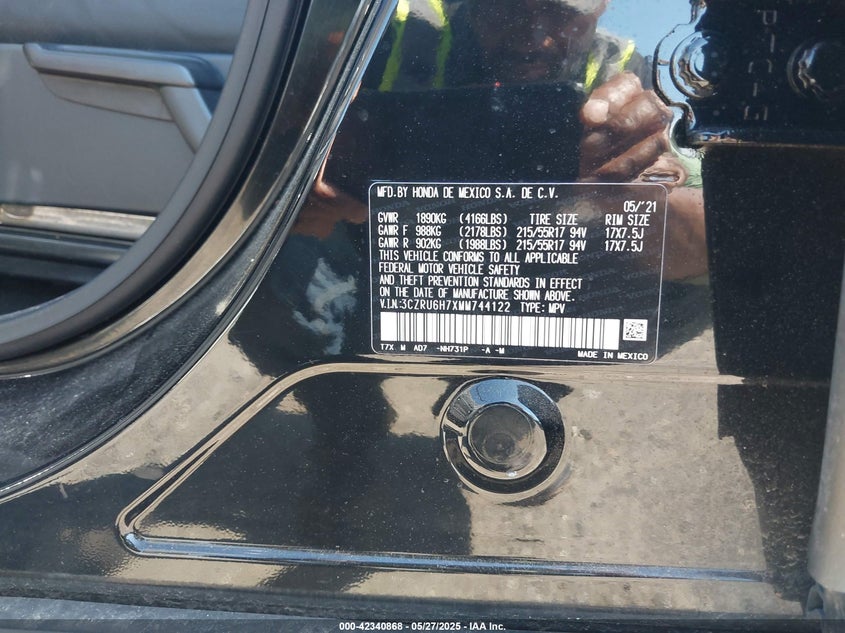 MFD. BY HONDA DE MEXICO S.A. DE C.V.
05/'21
GVWR 1890KG (4166LBS) TIRE SIZE RIM SIZE
GAWR F 988KG (2178LBS) 215/55R17 94V 17X7.5J
GAWR R 902KG (1988LBS) 215/55R17 94V 17X7.5J
THIS VEHICLE CONFORMS TO ALL APPLICABLE
FEDERAL MOTOR VEHICLE SAFETY
AND THEFT PREVENTION STANDARDS IN EFFECT
ON THE DATE OF MANUFACTURE SHOWN ABOVE.
V.I.N:3CZRU6H7XMM744122 TYPE: MPV
T7X M AD7 -NH731P -A -M MADE IN MEXICO
000-42340868 - 05/27/2025 - IAA Inc.